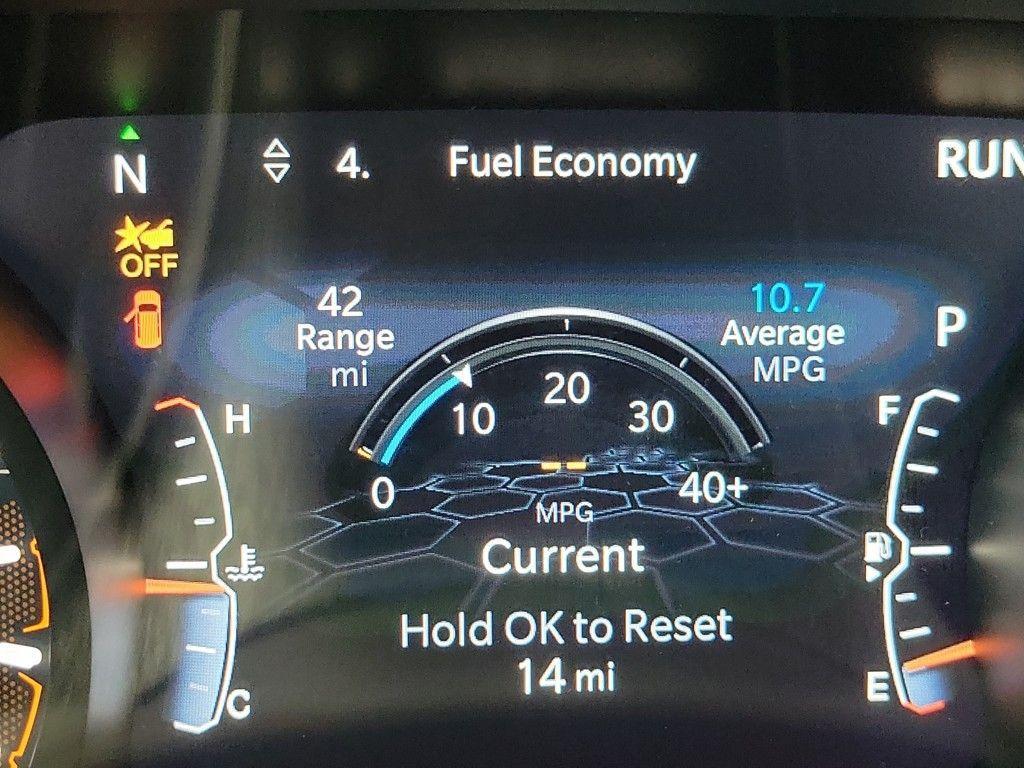 N
4. Fuel Economy
RUN
OFF
42
Range
mi
10.7
Average
MPG
P
H
F
10
20
30
0
40+
MPG
Current
Hold OK to Reset
14 mi
C
E